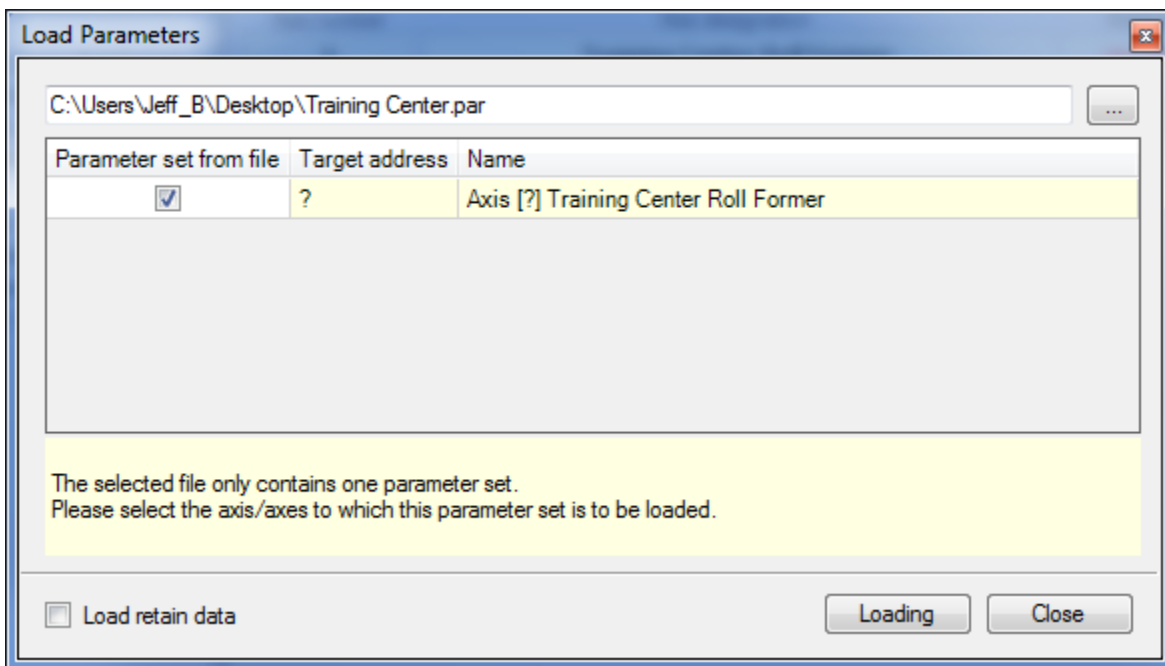 Load Parameters
C:\Users\Jeff_B\Desktop\Training Center.par
...
Parameter set from file Target address Name
? Axis [?] Training Center Roll Former
The selected file only contains one parameter set.
Please select the axis/axes to which this parameter set is to be loaded.
Load retain data Loading Close